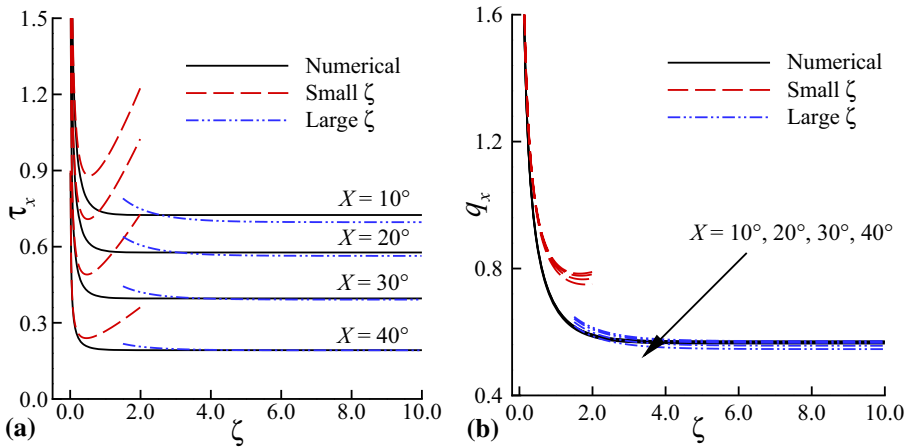 1.5
1.2
0.9
0.6
0.3
0.0
τx
Numerical
Small ζ
Large ζ
X = 10°
X = 20°
X = 30°
X = 40°
0.0 2.0 4.0 6.0 8.0 10.0
ζ
(a)
1.6
1.2
0.8
0.4
qx
Numerical
Small ζ
Large ζ
X = 10°, 20°, 30°, 40°
0.0 2.0 4.0 6.0 8.0 10.0
ζ
(b)